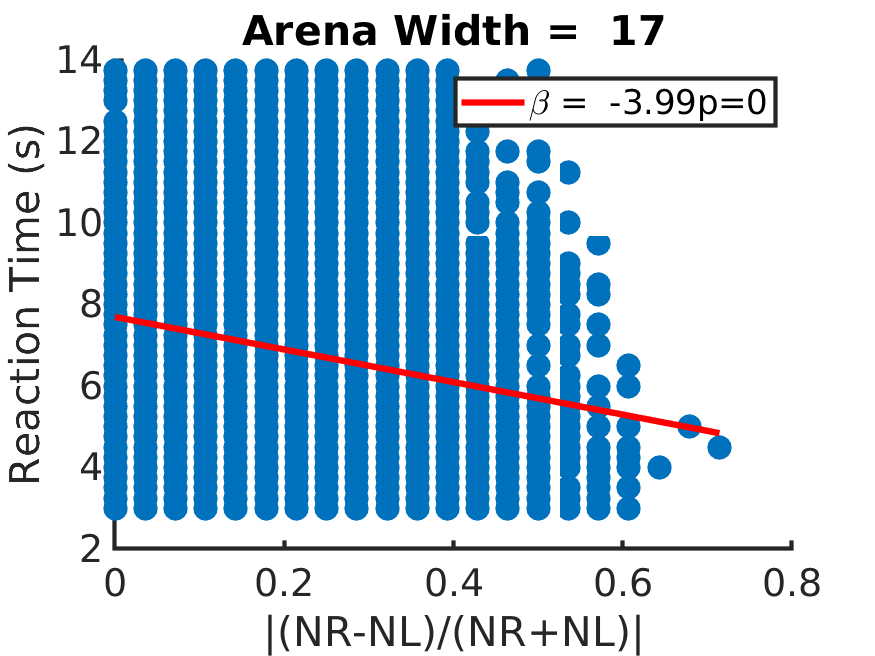 Arena Width =  17
β =  -3.99p=0
Reaction Time (s)
14
12
10
8
6
4
2
0 0.2 0.4 0.6 0.8
|(NR-NL)/(NR+NL)|